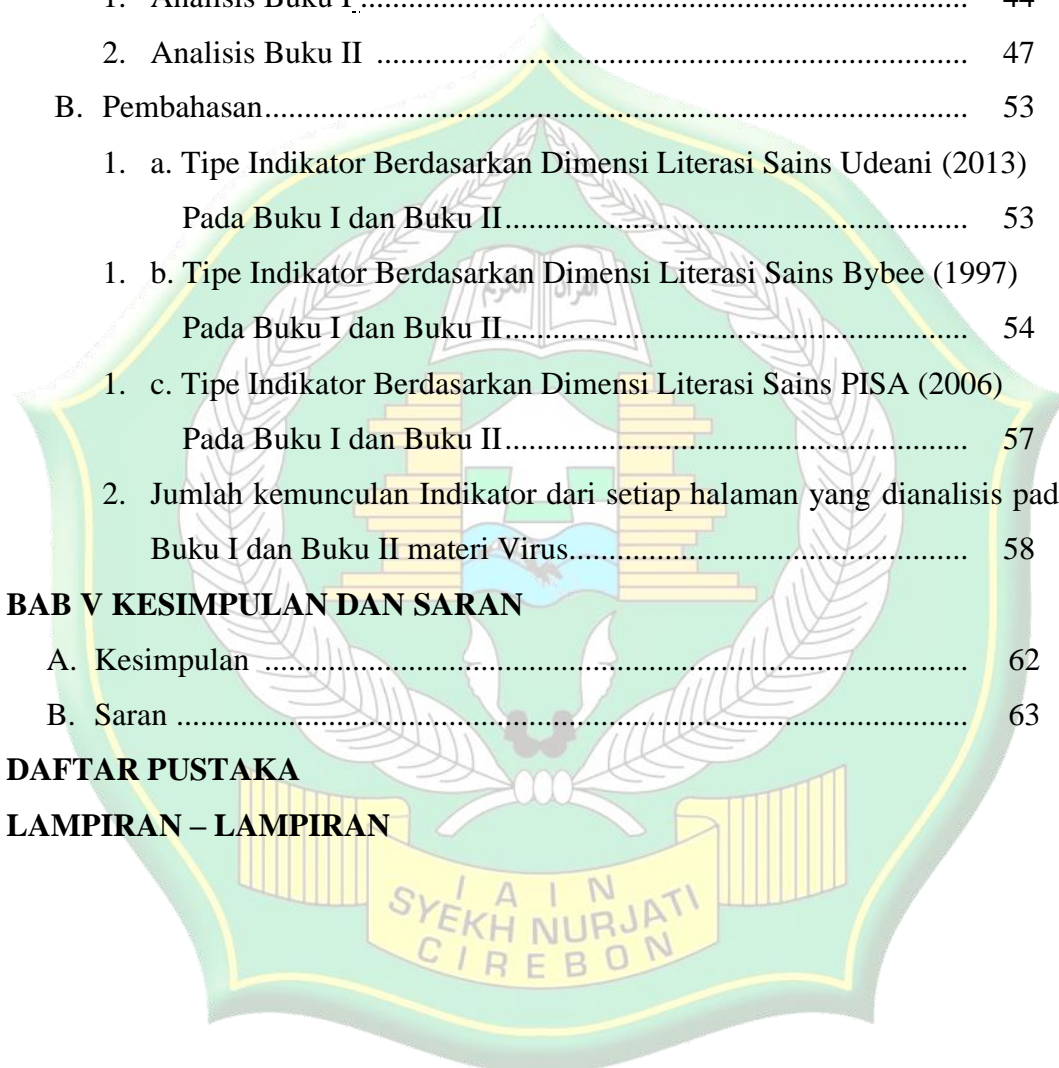 1. Analisis Buku I ............................................................................. 44
2. Analisis Buku II ........................................................................... 47
B. Pembahasan......................................................................................... 53
1. a. Tipe Indikator Berdasarkan Dimensi Literasi Sains Udeani (2013)
Pada Buku I dan Buku II........................................................... 53
1. b. Tipe Indikator Berdasarkan Dimensi Literasi Sains Bybee (1997)
Pada Buku I dan Buku II........................................................... 54
1. c. Tipe Indikator Berdasarkan Dimensi Literasi Sains PISA (2006)
Pada Buku I dan Buku II........................................................... 57
2. Jumlah kemunculan Indikator dari setiap halaman yang dianalisis pad
Buku I dan Buku II materi Virus.................................................. 58
BAB V KESIMPULAN DAN SARAN
A. Kesimpulan ......................................................................................... 62
B. Saran .................................................................................................... 63
DAFTAR PUSTAKA
LAMPIRAN – LAMPIRAN
القرآن الكريم
I A I N
SYEKH NURJATI
CIREBON